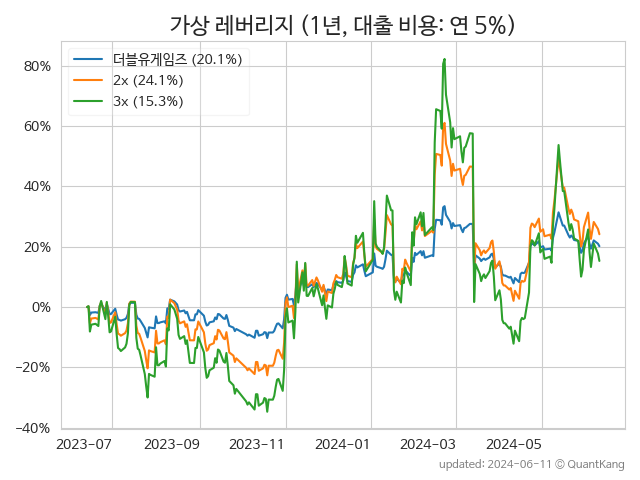 가상 레버리지 (1년, 대출 비용: 연 5%)
더블유게임즈 (20.1%)
2x (24.1%)
3x (15.3%)
80%
60%
40%
20%
0%
−20%
−40%
2023-07 2023-09 2023-11 2024-01 2024-03 2024-05
updated: 2024-06-11 © QuantKang